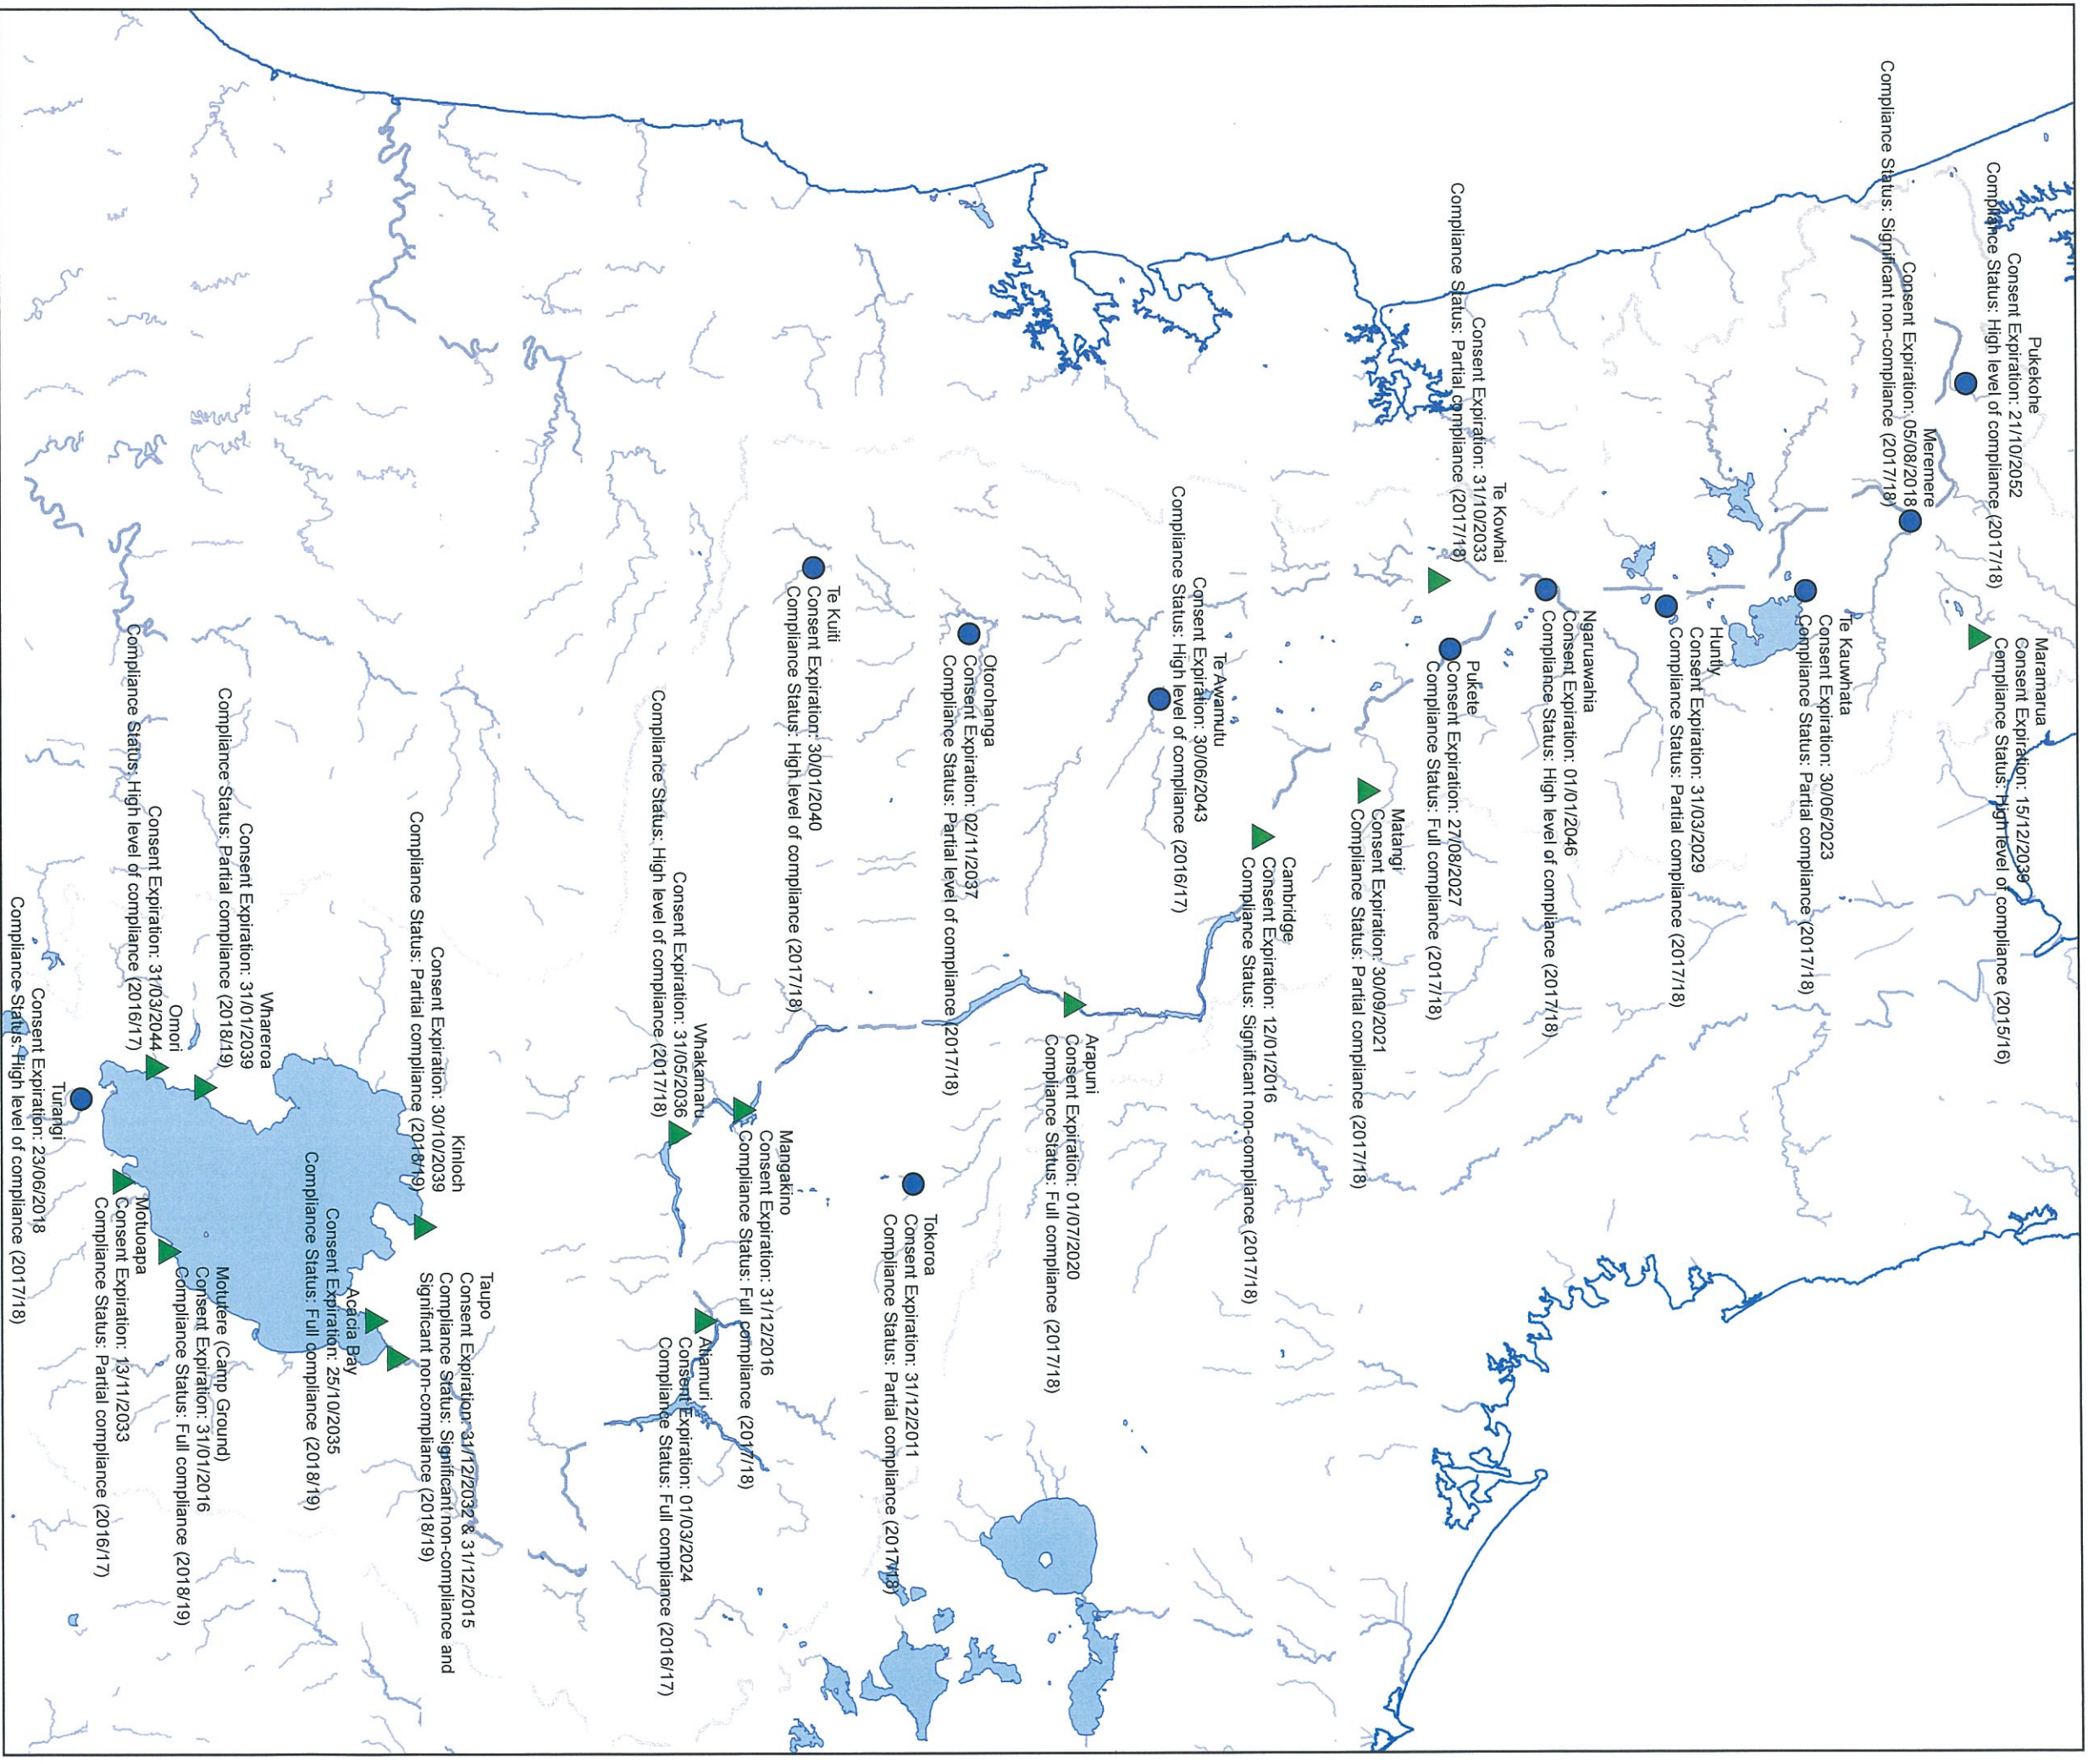 Pukekohe
Consent Expiration: 21/10/2052
Compliance Status: High level of compliance (2017/18)
Maramarua
Consent Expiration: 15/12/2039
Compliance Status: High level of compliance (2015/16)
Meremere
Consent Expiration: 05/08/2018
Compliance Status: Significant non-compliance (2017/18)
Te Kauwhata
Consent Expiration: 30/06/2023
Compliance Status: Partial compliance (2017/18)
Huntly
Consent Expiration: 31/03/2029
Compliance Status: Partial compliance (2017/18)
Ngaruawahia
Consent Expiration: 01/01/2046
Compliance Status: High level of compliance (2017/18)
Te Kowhai
Consent Expiration: 31/10/2033
Compliance Status: Partial compliance (2017/18)
Pukete
Consent Expiration: 27/08/2027
Compliance Status: Full compliance (2017/18)
Matangi
Consent Expiration: 30/09/2021
Compliance Status: Partial compliance (2017/18)
Cambridge
Consent Expiration: 12/01/2016
Compliance Status: Significant non-compliance (2017/18)
Te Awamutu
Consent Expiration: 30/06/2043
Compliance Status: High level of compliance (2016/17)
Arapuni
Consent Expiration: 01/07/2020
Compliance Status: Full compliance (2017/18)
Otorohanga
Consent Expiration: 02/11/2037
Compliance Status: Partial level of compliance (2017/18)
Tokoroa
Consent Expiration: 31/12/2011
Compliance Status: Partial compliance (2017/18)
Te Kuiti
Consent Expiration: 30/01/2040
Compliance Status: High level of compliance (2017/18)
Mangakino
Consent Expiration: 31/12/2016
Compliance Status: Full compliance (2017/18)
Whakamaru
Consent Expiration: 31/05/2036
Compliance Status: High level of compliance (2017/18)
Atiamuri
Consent Expiration: 01/03/2024
Compliance Status: Full compliance (2016/17)
Taupo
Consent Expiration: 31/12/2032 & 31/12/2015
Compliance Status: Significant non-compliance and
Significant non-compliance (2018/19)
Kinloch
Consent Expiration: 30/10/2039
Compliance Status: Partial compliance (2018/19)
Acacia Bay
Consent Expiration: 25/10/2035
Compliance Status: Full compliance (2018/19)
Whareroa
Consent Expiration: 31/01/2039
Compliance Status: Partial compliance (2018/19)
Motutere (Camp Ground)
Consent Expiration: 31/01/2016
Compliance Status: Full compliance (2018/19)
Omori
Consent Expiration: 31/03/2044
Compliance Status: High level of compliance (2016/17)
Motuoapa
Consent Expiration: 13/11/2033
Compliance Status: Partial compliance (2016/17)
Turangi
Consent Expiration: 23/06/2018
Compliance Status: High level of compliance (2017/18)